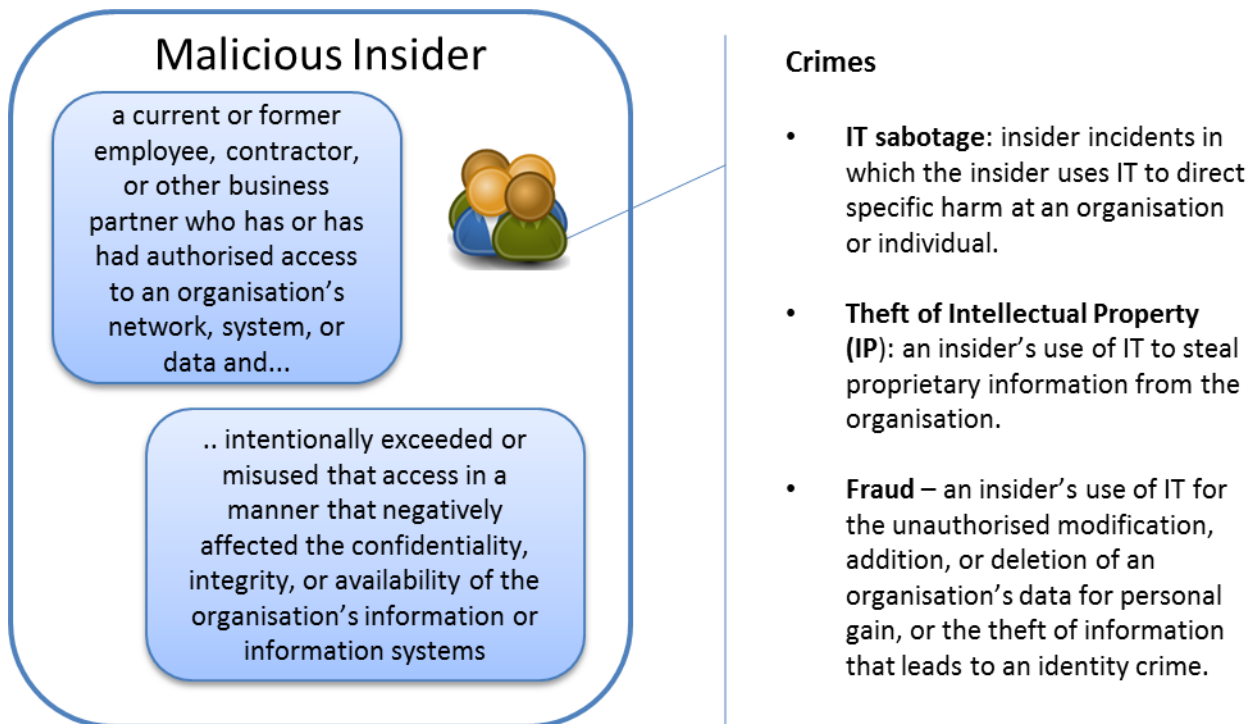 Malicious Insider
a current or former
employee, contractor,
or other business
partner who has or has
had authorised access
to an organisation’s
network, system, or
data and...
.. intentionally exceeded or
misused that access in a
manner that negatively
affected the confidentiality,
integrity, or availability of the
organisation’s information or
information systems
Crimes
• IT sabotage: insider incidents in
which the insider uses IT to direct
specific harm at an organisation
or individual.
• Theft of Intellectual Property
(IP): an insider’s use of IT to steal
proprietary information from the
organisation.
• Fraud – an insider’s use of IT for
the unauthorised modification,
addition, or deletion of an
organisation’s data for personal
gain, or the theft of information
that leads to an identity crime.